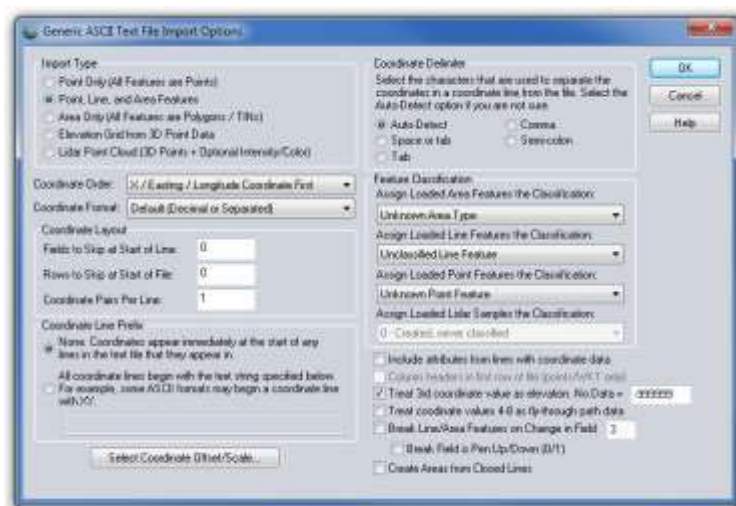 Generic ASCII Text File Import Options
Import Type
Point Only (All Features are Points)
Point, Line, and Area Features
Area Only (All Features are Polygons / TINs)
Elevation Grid from 3D Point Data
Lidar Point Cloud (3D Points + Optional Intensity/Color)
Coordinate Order: X / Easting / Longitude Coordinate First
Coordinate Format: Default (Decimal or Separated)
Coordinate Layout
Fields to Skip at Start of Line: 0
Rows to Skip at Start of File: 0
Coordinate Pairs Per Line: 1
Coordinate Line Prefix
None. Coordinates appear immediately at the start of any
lines in the text file that they appear in.
All coordinate lines begin with the text string specified below.
For example, some ASCII formats may begin a coordinate line
with XY.
Select Coordinate Offset/Scale...
Coordinate Delimiter
Select the characters that are used to separate the
coordinates in a coordinate line from the file. Select the
Auto-Detect option if you are not sure.
Auto-Detect
Comma
Space or tab
Semi-colon
Tab
Feature Classification
Assign Loaded Area Features the Classification:
Unknown Area Type
Assign Loaded Line Features the Classification:
Unclassified Line Feature
Assign Loaded Point Features the Classification:
Unknown Point Feature
Assign Loaded Lidar Samples the Classification:
0 - Created, never classified
Include attributes from lines with coordinate data
Column headers in first row of file (points/WKT only)
Treat 3rd coordinate value as elevation. No Data = -999999
Treat coordinate values 4-8 as fly-through path data
Break Line/Area Features on Change in Field 3
Break Field is Pen Up/Down (0/1)
Create Areas from Closed Lines
OK
Cancel
Help